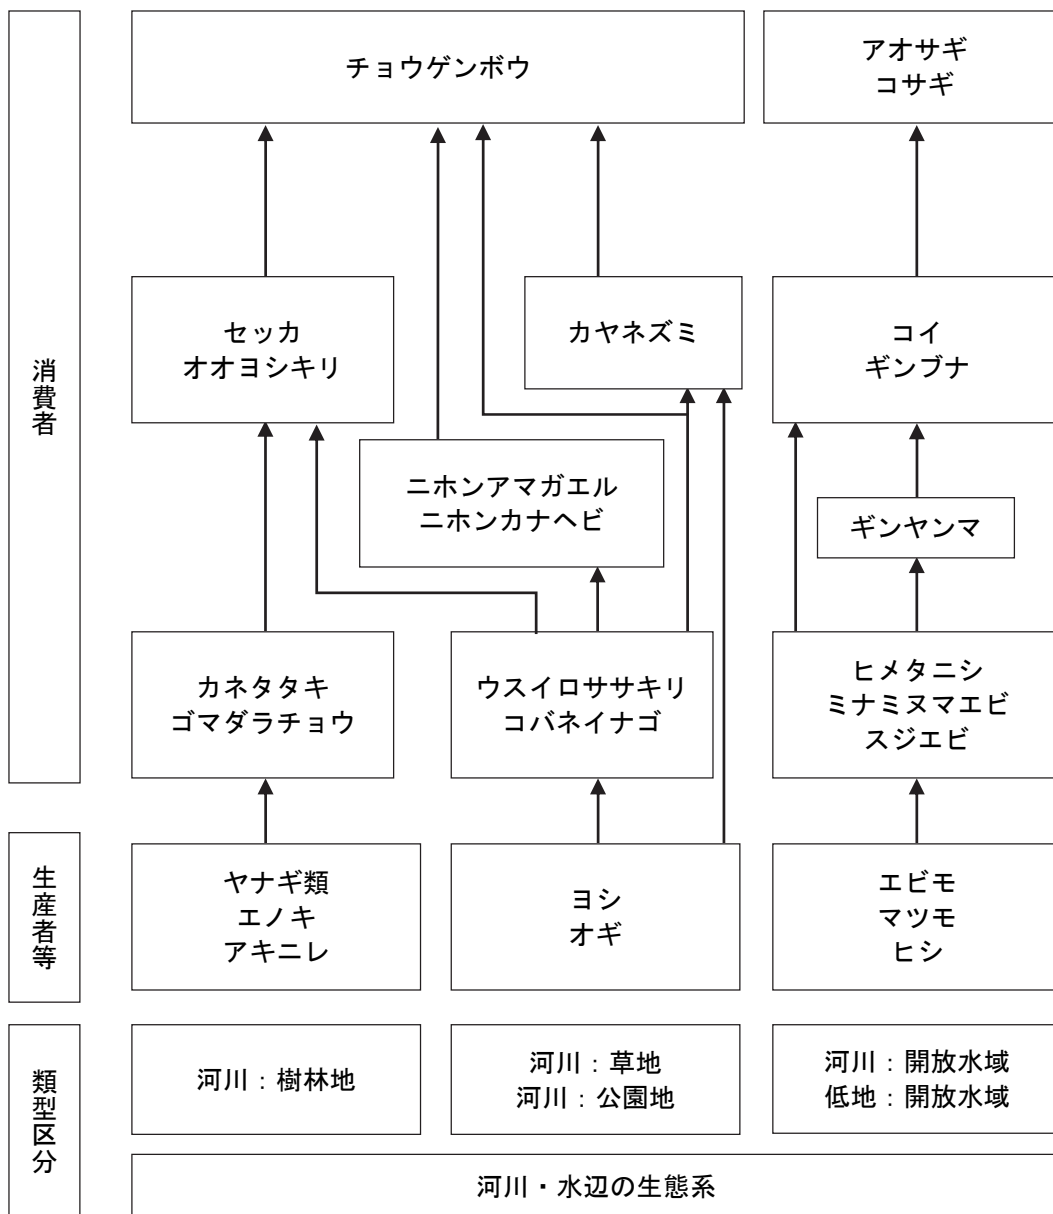 消費者
チョウゲンボウ
アオサギ
コサギ
セッカ
オオヨシキリ
カヤネズミ
コイ
ギンブナ
ニホンアマガエル
ニホンカナヘビ
ギンヤンマ
カネタタキ
ゴマダラチョウ
ウスイロササキリ
コバネイナゴ
ヒメタニシ
ミナミヌマエビ
スジエビ
生産者等
ヤナギ類
エノキ
アキニレ
ヨシ
オギ
エビモ
マツモ
ヒシ
類型区分
河川：樹林地
河川：草地
河川：公園地
河川：開放水域
低地：開放水域
河川・水辺の生態系